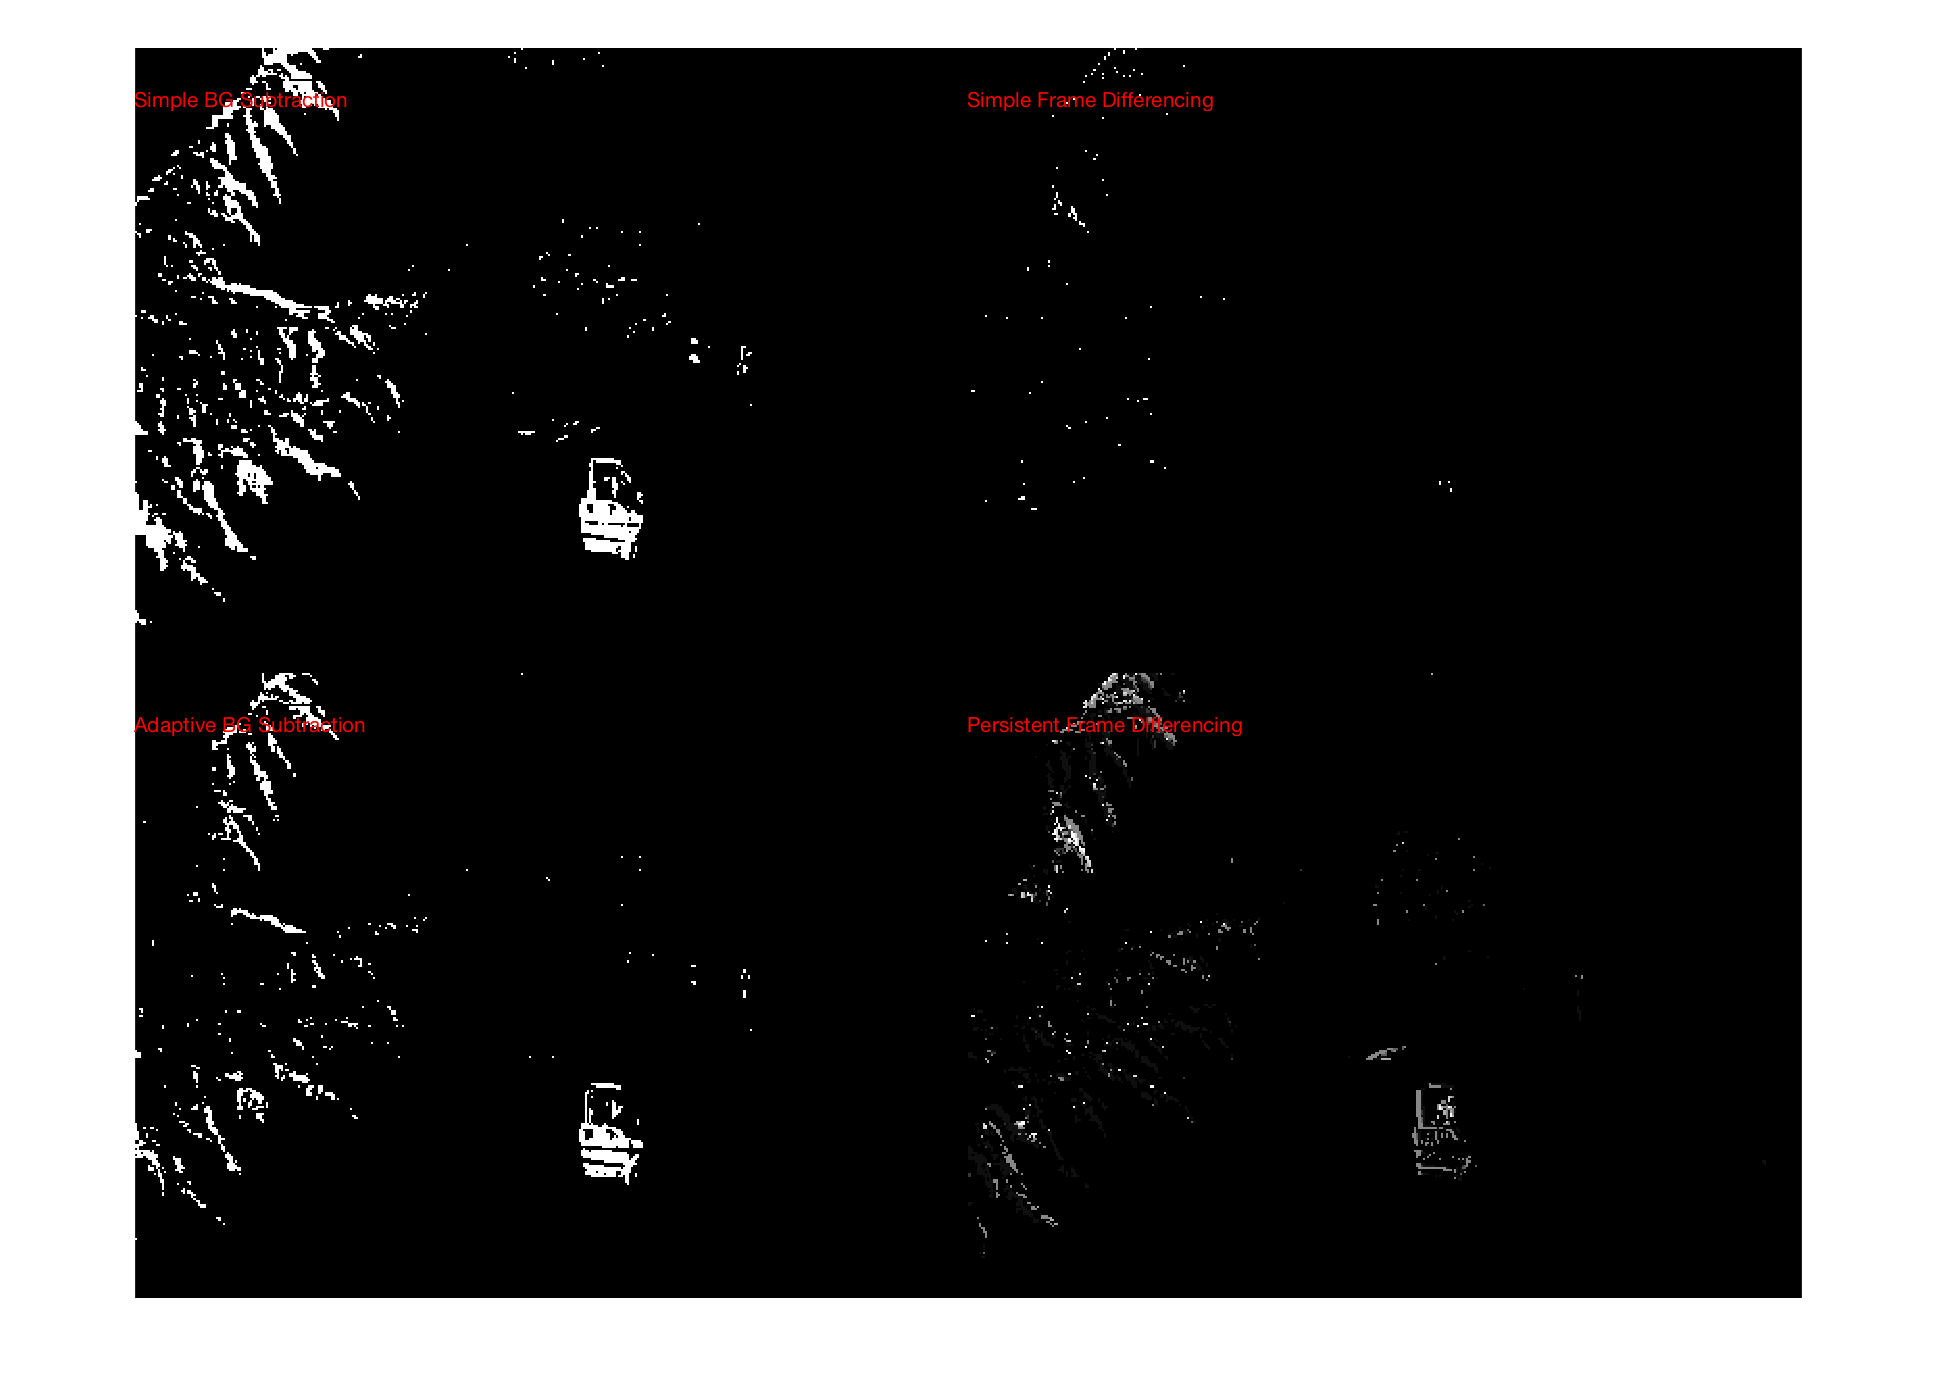 Simple BG Subtraction
Simple Frame Differencing
Adaptive BG Subtraction
Persistent Frame Differencing